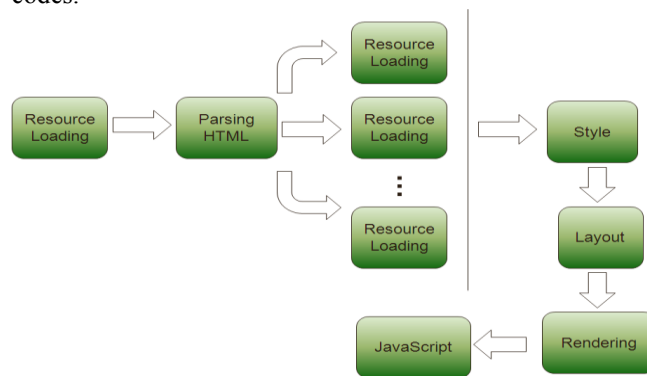 codes.
Resource
Loading
Resource
Loading
Parsing
HTML
Resource
Loading
Resource
Loading
Style
Layout
Rendering
JavaScript